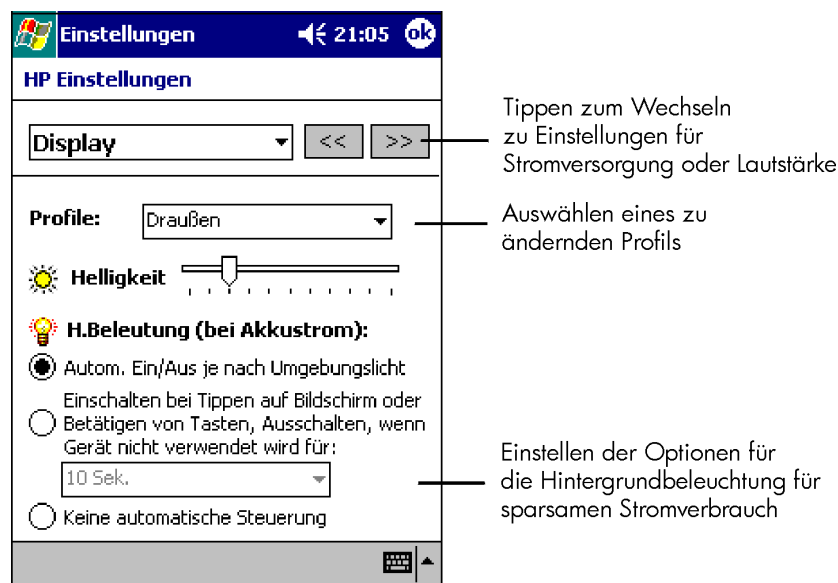 Einstellungen 21:05 ok
HP Einstellungen
Display << >>
Tippen zum Wechseln
zu Einstellungen für
Stromversorgung oder Lautstärke
Profile: Draußen
Auswählen eines zu
ändernden Profils
Helligkeit
H.Beleutung (bei Akkustrom):
Autom. Ein/Aus je nach Umgebungslicht
Einschalten bei Tippen auf Bildschirm oder
Betätigen von Tasten, Ausschalten, wenn
Gerät nicht verwendet wird für:
10 Sek.
Einstellen der Optionen für
die Hintergrundbeleuchtung für
sparsamen Stromverbrauch
Keine automatische Steuerung